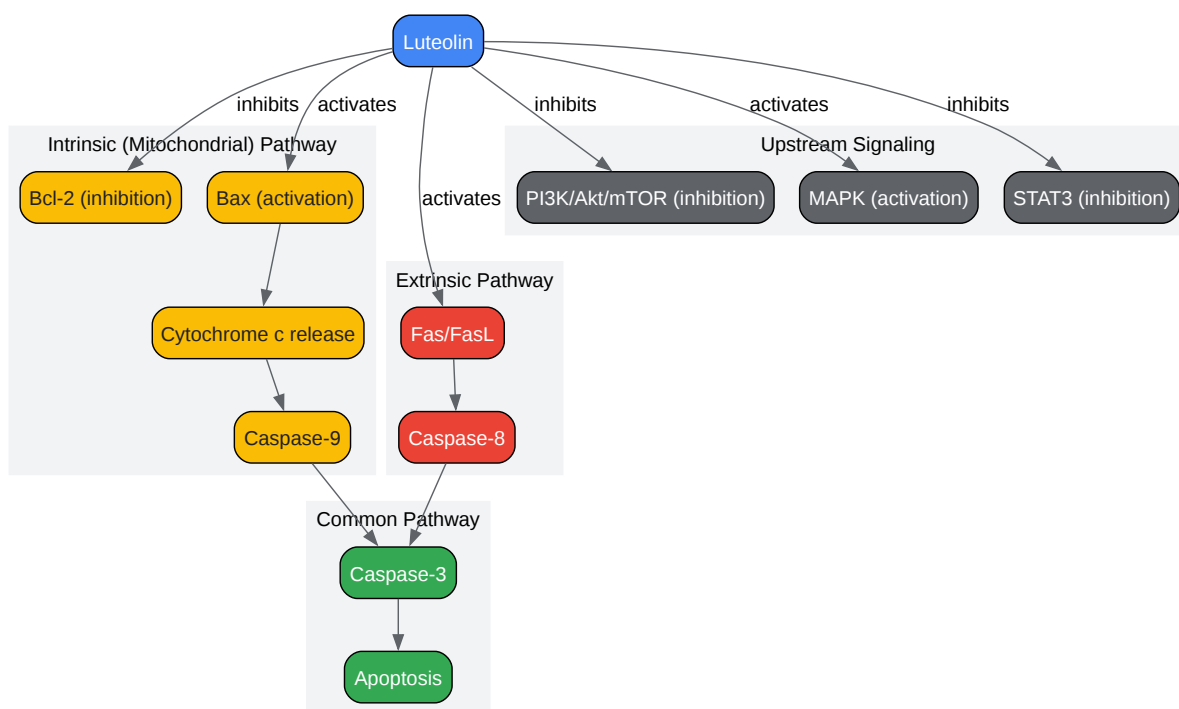 Luteolin
inhibits
activates
inhibits
activates
inhibits
Intrinsic (Mitochondrial) Pathway
Upstream Signaling
Bcl-2 (inhibition)
Bax (activation)
activates
PI3K/Akt/mTOR (inhibition)
MAPK (activation)
STAT3 (inhibition)
Extrinsic Pathway
Cytochrome c release
Fas/FasL
Caspase-9
Caspase-8
Common Pathway
Caspase-3
Apoptosis